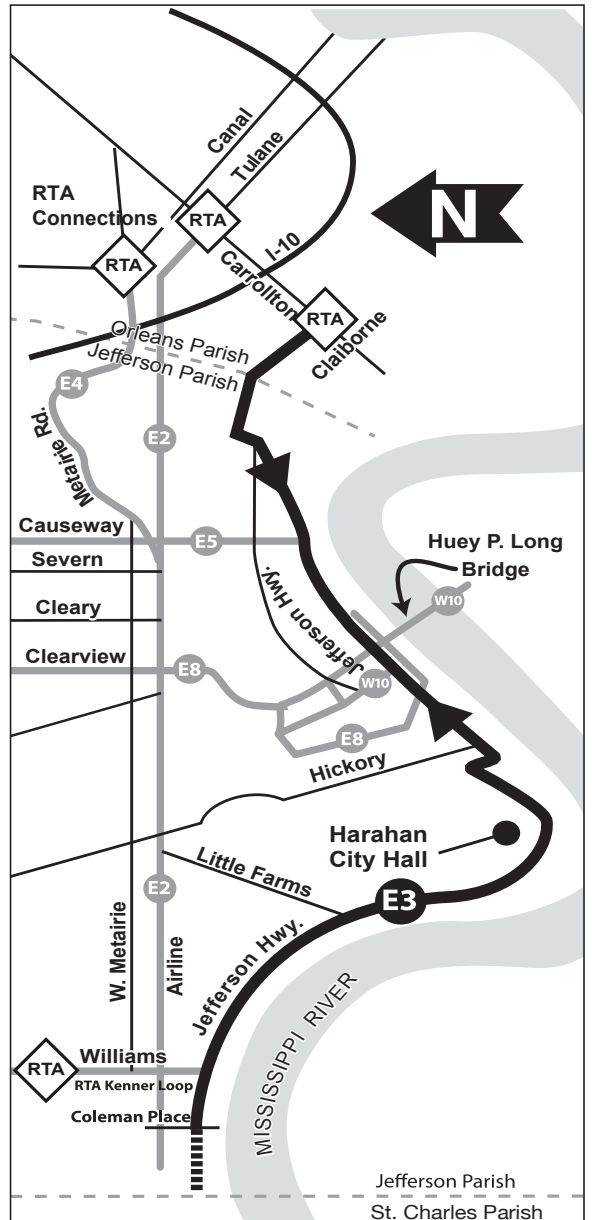 Canal
Tulane
RTA
Connections
RTA
RTA
N
I-10
Carrollton
RTA
Claiborne
Orleans Parish
Jefferson Parish
E4
Metairie Rd.
E2
Causeway
E5
Severn
Huey P. Long
Bridge
W10
Cleary
Jefferson Hwy.
Clearview
E8
W10
E8
Hickory
Harahan
City Hall
Little Farms
E2
E3
W. Metairie
Airline
Jefferson Hwy.
MISSISSIPPI RIVER
RTA
Williams
RTA Kenner Loop
Coleman Place
Jefferson Parish
St. Charles Parish